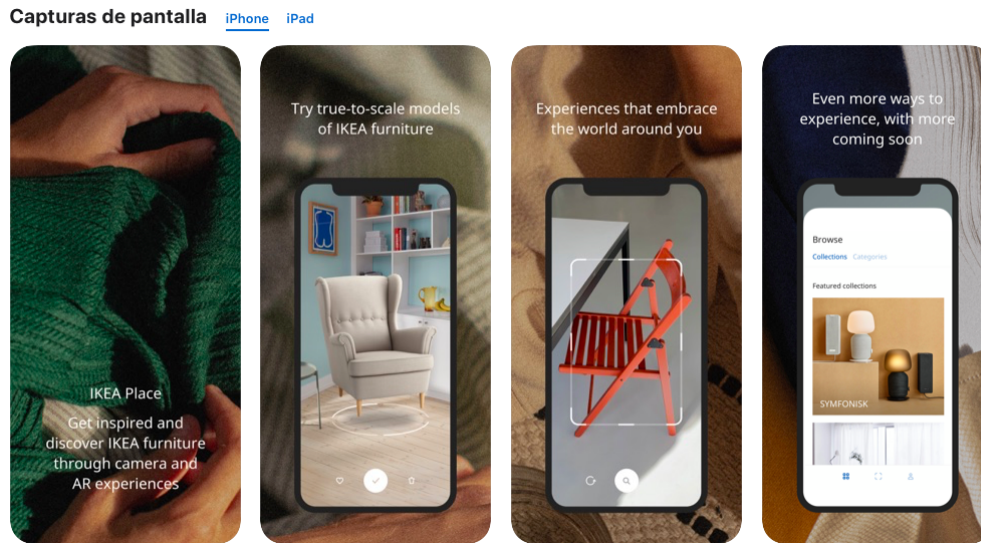 Capturas de pantalla
iPhone
iPad
IKEA Place
Get inspired and
discover IKEA furniture
through camera and
AR experiences
Try true-to-scale models
of IKEA furniture
Experiences that embrace
the world around you
Even more ways to
experience, with more
coming soon
Browse
Collections
Categories
Featured collections
SYMFONISK